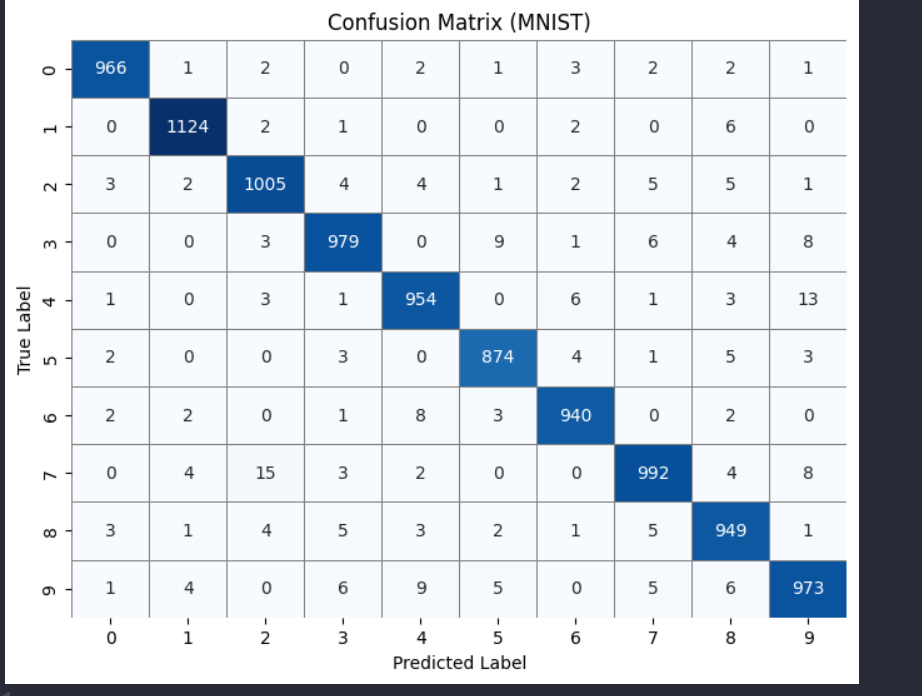 Confusion Matrix (MNIST)
0 966 1 2 0 2 1 3 2 2 1
1 0 1124 2 1 0 0 2 0 6 0
2 3 2 1005 4 4 1 2 5 5 1
3 0 0 3 979 0 9 1 6 4 8
4 1 0 3 1 954 0 6 1 3 13
5 2 0 0 3 0 874 4 1 5 3
6 2 2 0 1 8 3 940 0 2 0
7 0 4 15 3 2 0 0 992 4 8
8 3 1 4 5 3 2 1 5 949 1
9 1 4 0 6 9 5 0 5 6 973
True Label
0 1 2 3 4 5 6 7 8 9
Predicted Label